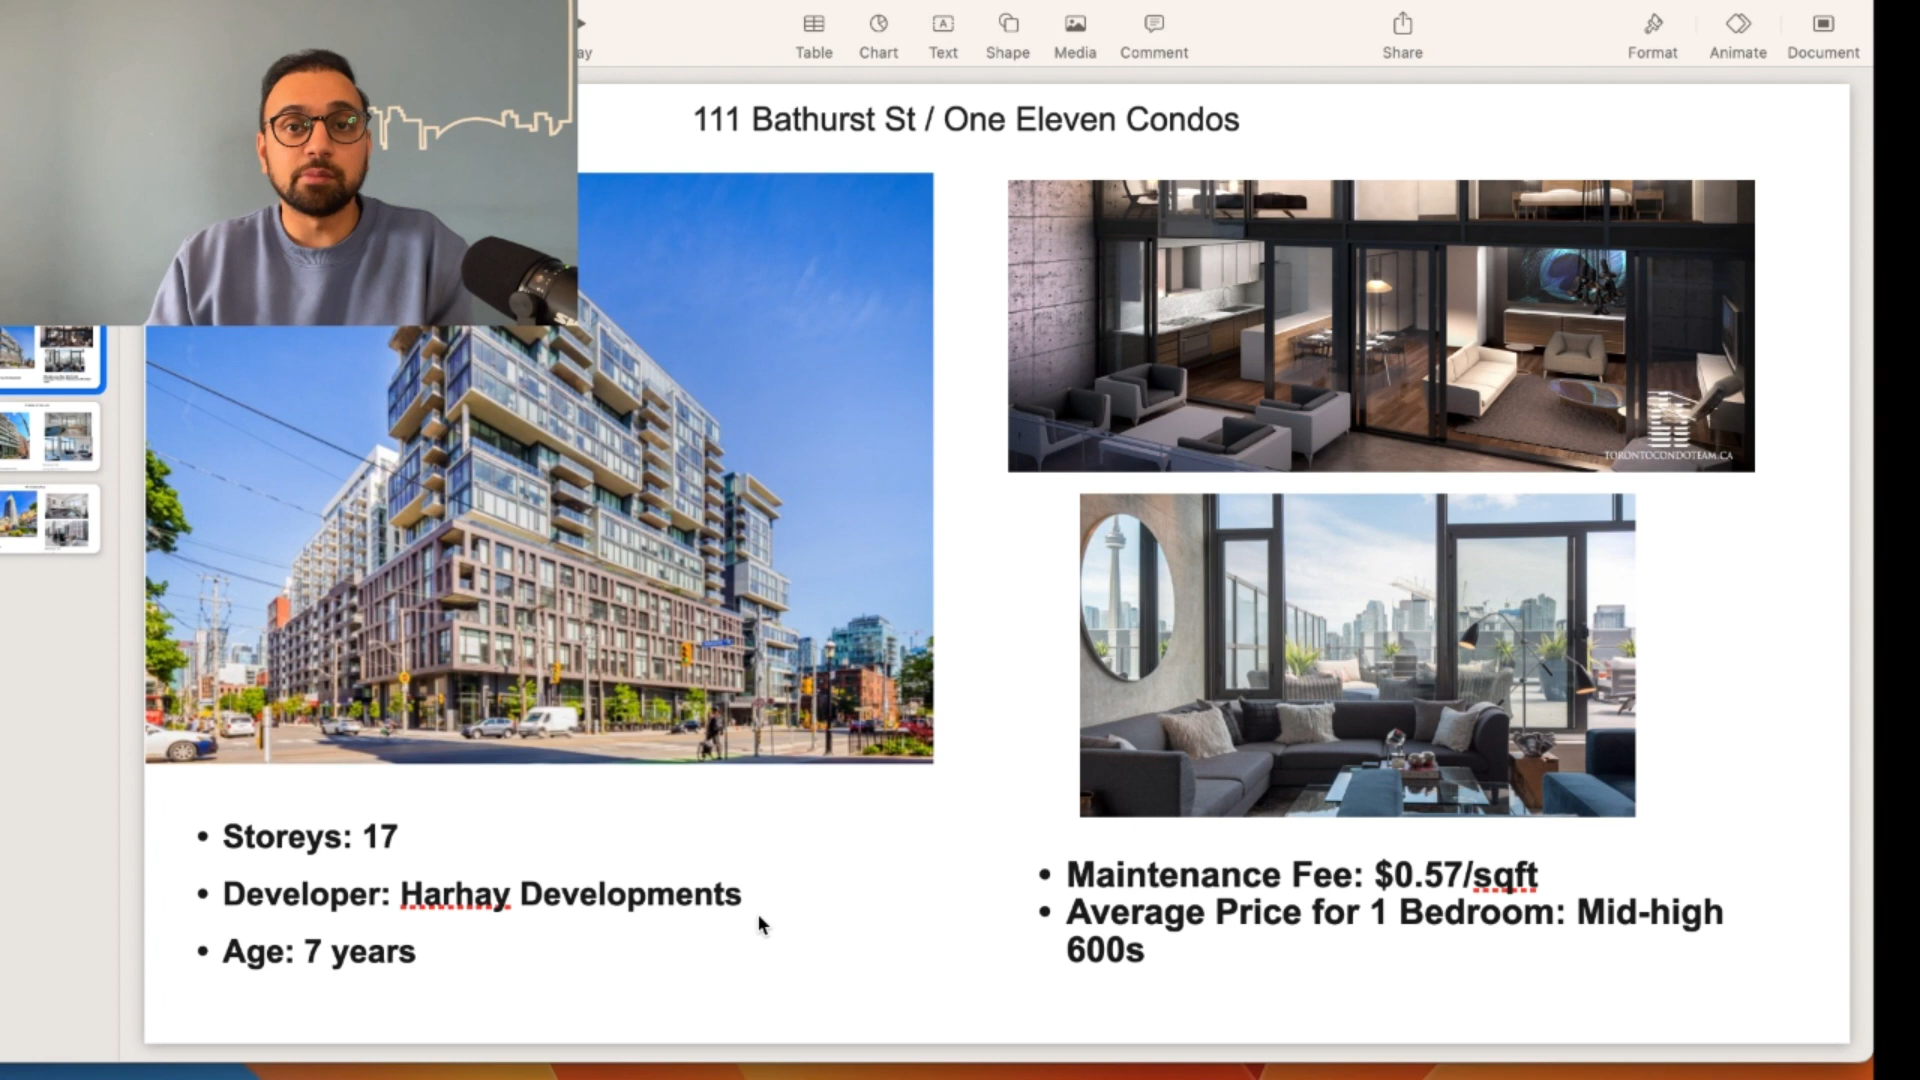 ay
Table
Chart
Text
Shape
Media
Comment
Share
Format
Animate
Document
111 Bathurst St / One Eleven Condos
TORONTOCONDOTEAM.CA
• Storeys: 17
• Developer: Harhay Developments
• Age: 7 years
• Maintenance Fee: $0.57/sqft
• Average Price for 1 Bedroom: Mid-high
600s